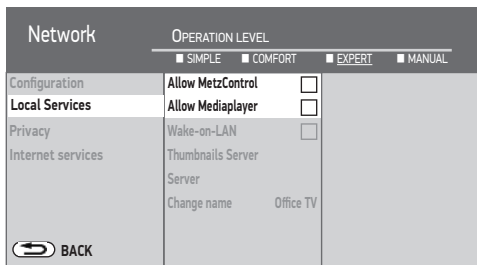 Network
OPERATION LEVEL
SIMPLE COMFORT EXPERT MANUAL
Configuration
Local Services
Privacy
Internet services
Allow MetzControl
Allow Mediaplayer
Wake-on-LAN
Thumbnails Server
Server
Change name Office TV
BACK